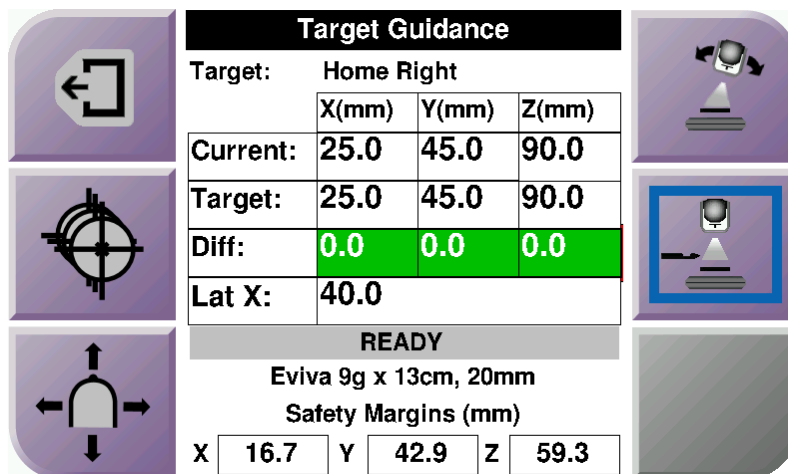 Target Guidance
Target: Home Right
X(mm) Y(mm) Z(mm)
Current: 25.0 45.0 90.0
Target: 25.0 45.0 90.0
Diff: 0.0 0.0 0.0
Lat X: 40.0
READY
Eviva 9g x 13cm, 20mm
Safety Margins (mm)
X 16.7 Y 42.9 Z 59.3